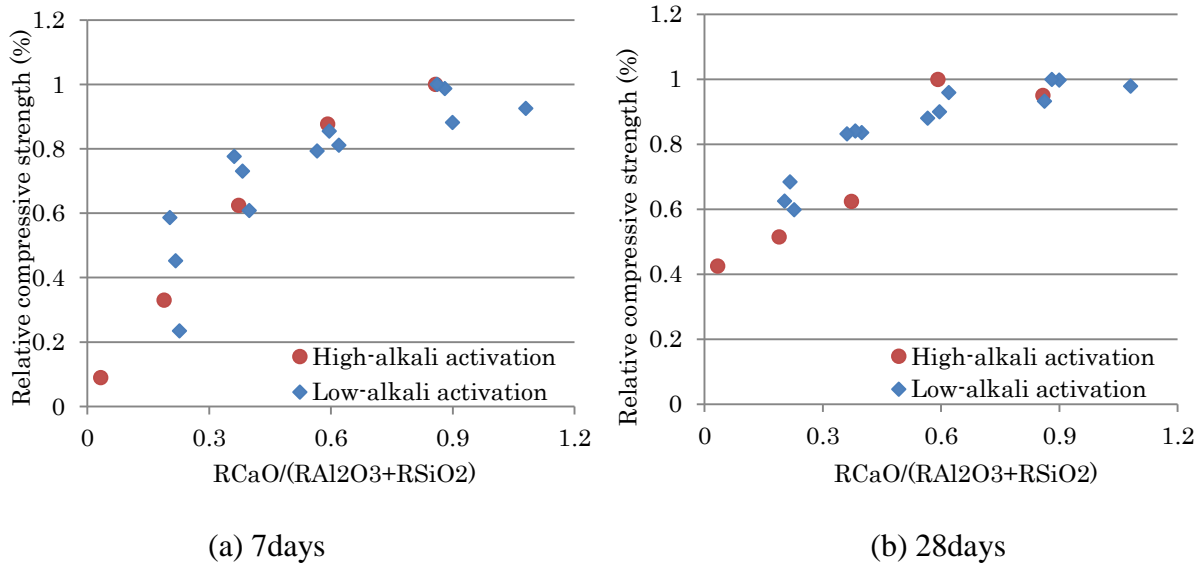 Relative compressive strength (%)
1.2
1
0.8
0.6
0.4
0.2
0
0
0.3
0.6
0.9
1.2
High-alkali activation
Low-alkali activation
RCaO/(RAl2O3+RSiO2)
(a) 7days
Relative compressive strength (%)
1.2
1
0.8
0.6
0.4
0.2
0
0
0.3
0.6
0.9
1.2
High-alkali activation
Low-alkali activation
RCaO/(RAl2O3+RSiO2)
(b) 28days